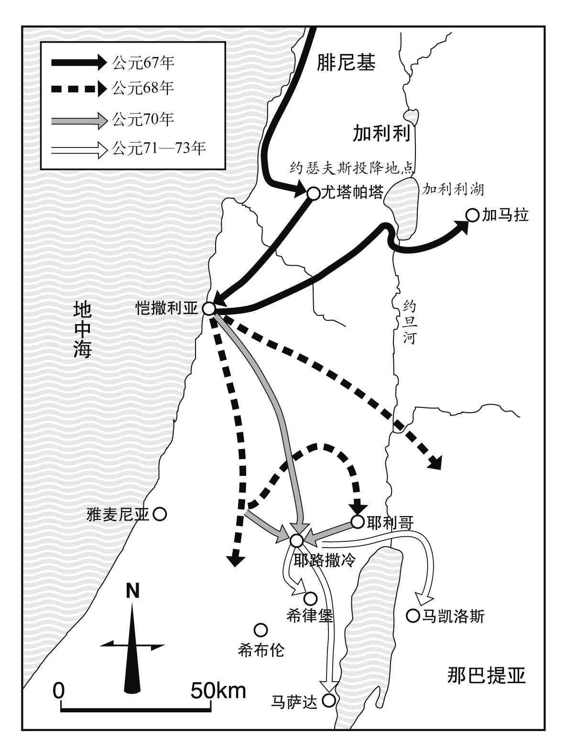 公元67年
公元68年
公元70年
公元71—73年
腓尼基
加利利
约瑟夫斯投降地点
尤塔帕塔
加利利湖
加马拉
地中海
恺撒利亚
约旦河
雅麦尼亚
耶利哥
耶路撒冷
希律堡
马凯洛斯
希布伦
N
那巴提亚
0
50km
马萨达